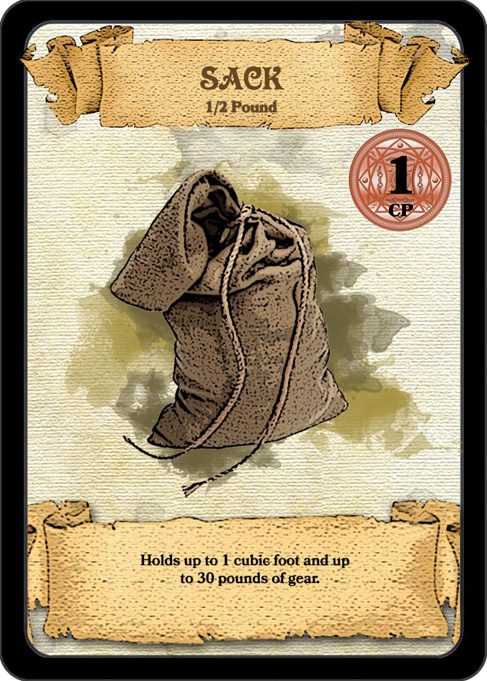 SACK
1/2 Pound
1
CP
Holds up to 1 cubic foot and up
to 30 pounds of gear.